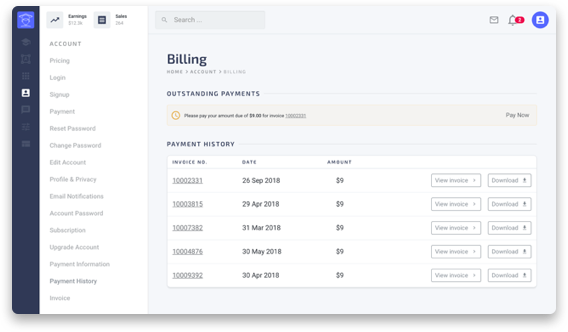 Earnings
$12.3k
Sales
264
Search ...
2
ACCOUNT
Pricing
Login
Signup
Payment
Reset Password
Change Password
Edit Account
Profile & Privacy
Email Notifications
Account Password
Subscription
Upgrade Account
Payment Information
Payment History
Invoice
Billing
HOME > ACCOUNT > BILLING
OUTSTANDING PAYMENTS
Please pay your amount due of $9.00 for invoice 10002331
Pay Now
PAYMENT HISTORY
INVOICE NO. DATE AMOUNT
10002331 26 Sep 2018 $9 View invoice Download
10003815 29 Apr 2018 $9 View invoice Download
10007382 31 Mar 2018 $9 View invoice Download
10004876 30 May 2018 $9 View invoice Download
10009392 30 Apr 2018 $9 View invoice Download